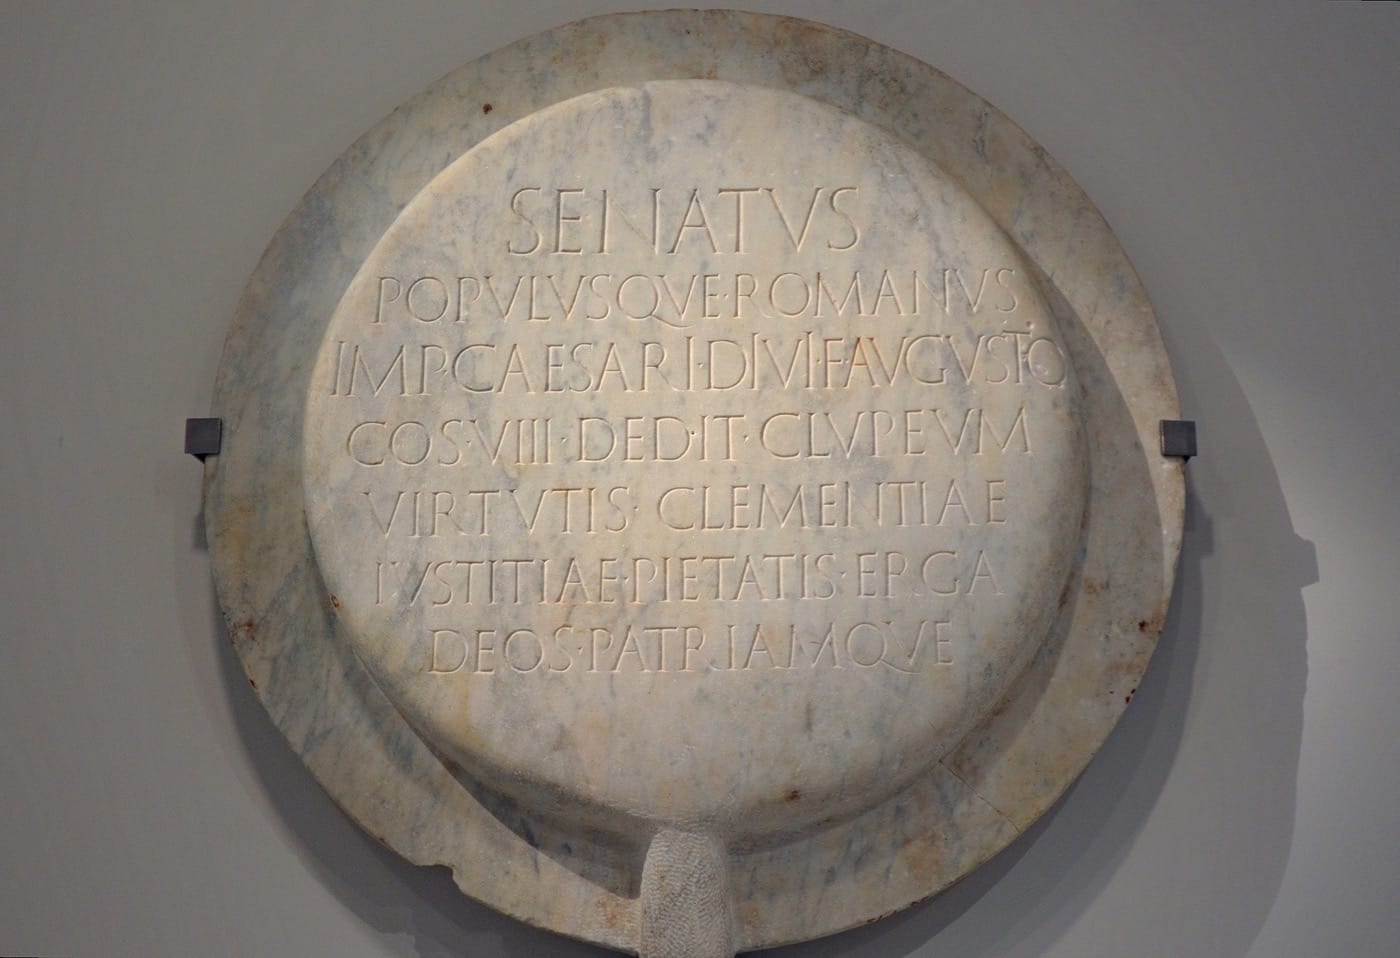 SENATVS
POPVLVSQVE·ROMANVS
IMP·CAESARI·DIVI·F·AVGVSTO
COS·VIII·DEDIT·CLVPEVM
VIRTVTIS·CLEMENTIAE
IVSTITIAE·PIETATIS·ERGA
DEOS·PATRIAMQVE